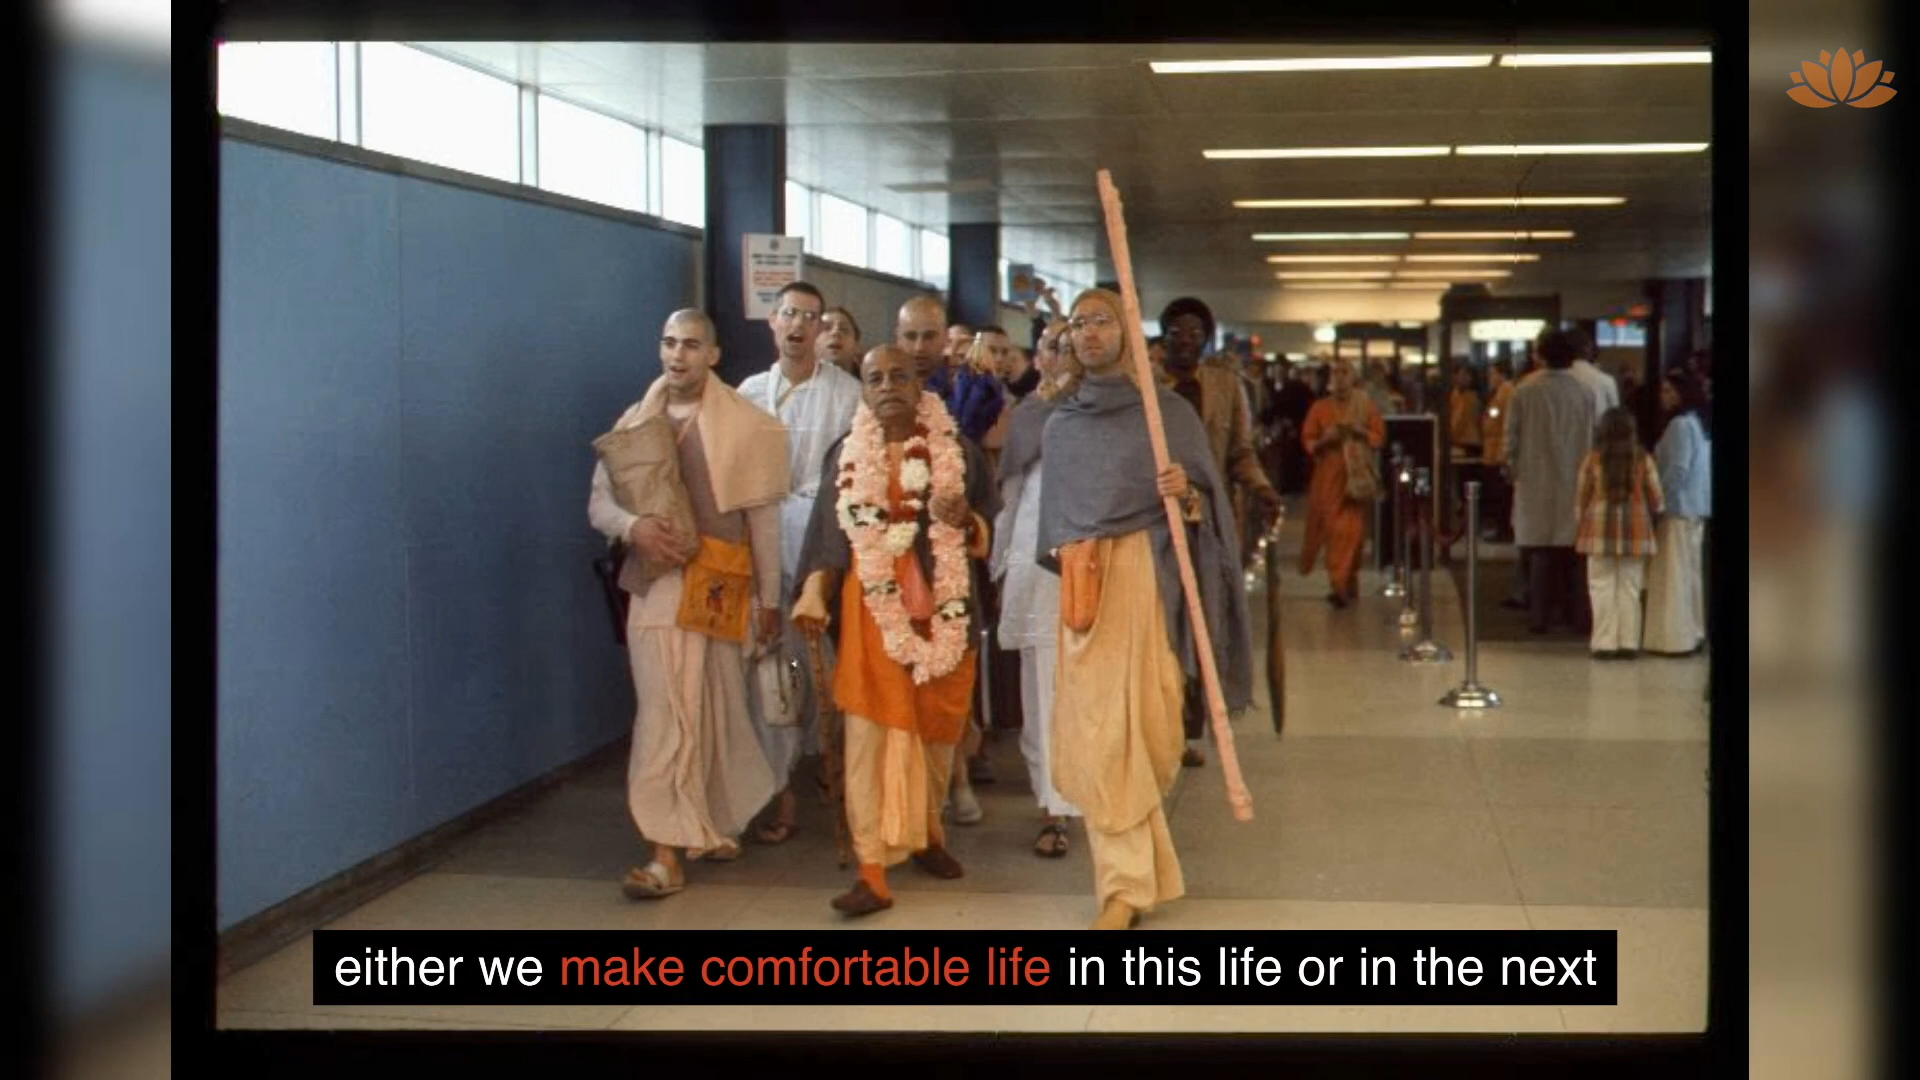 either we make comfortable life in this life or in the next